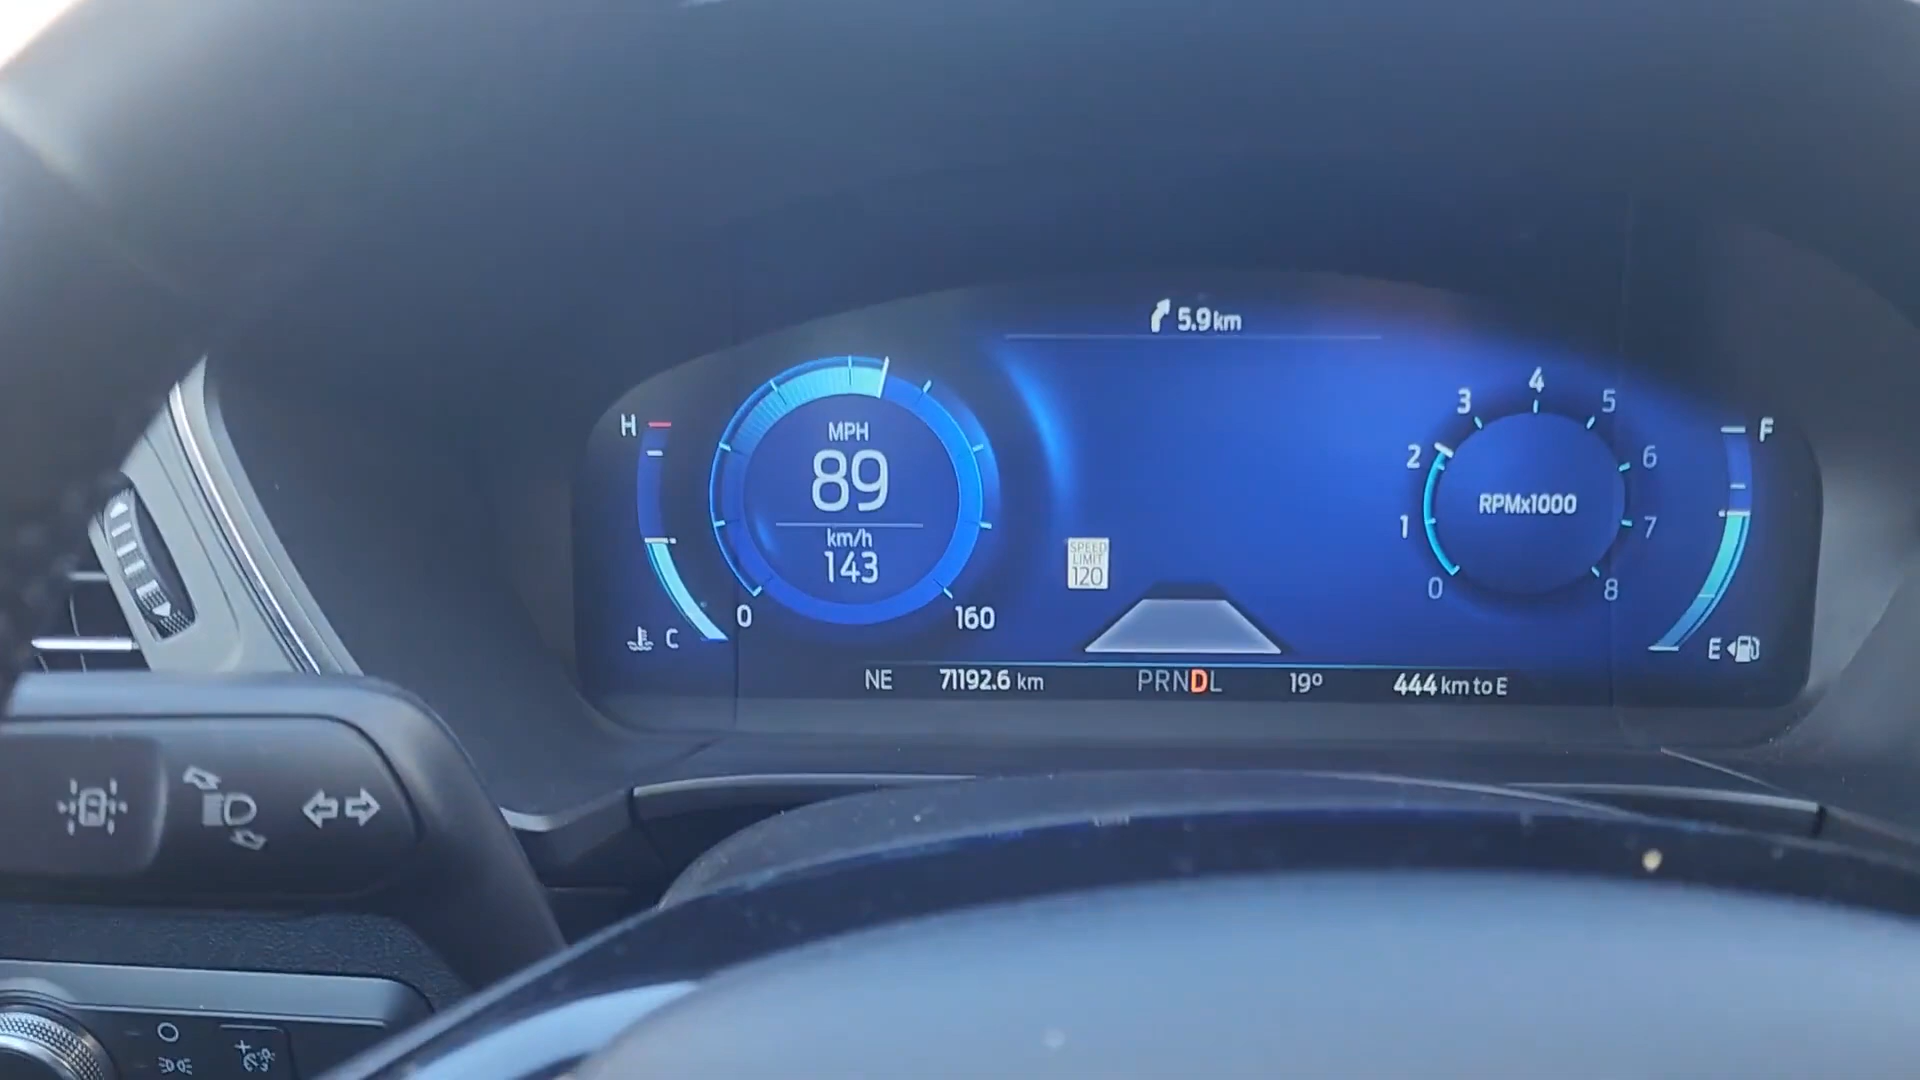 5.9 km
H
C
MPH
89
km/h
143
0
160
SPEED
LIMIT
120
0
1
2
3
4
5
6
7
8
RPMx1000
F
E
NE
71192.6 km
PRNDL
19°
444 km to E